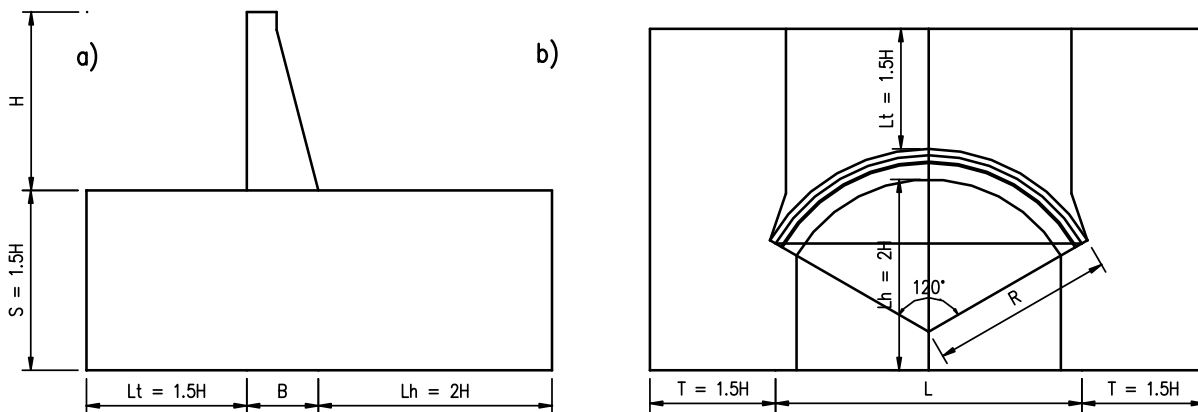 a)
H
S = 1.5H
Lt = 1.5H
B
Lh = 2H
b)
Lt = 1.5H
Lh = 2H
120°
R
T = 1.5H
L
T = 1.5H